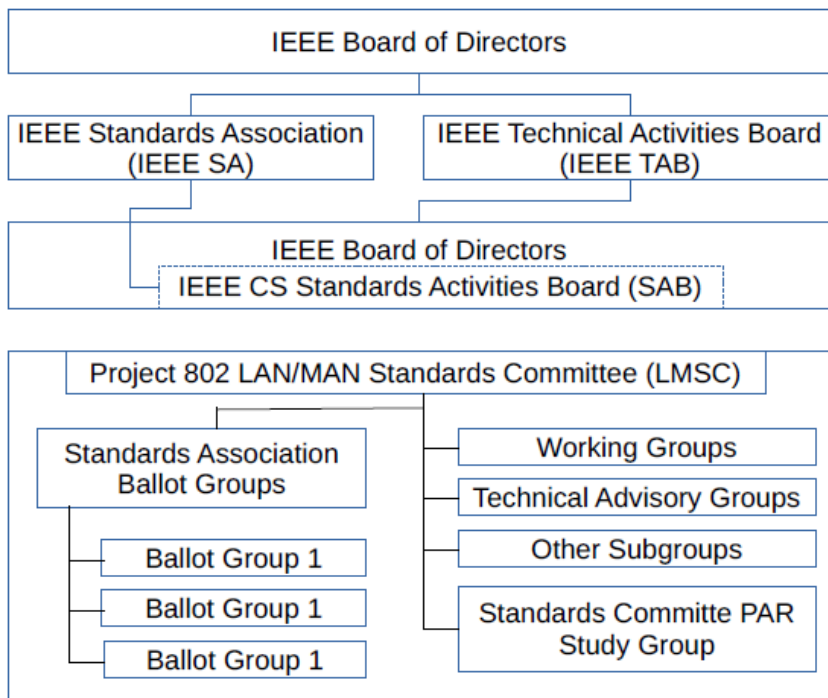 IEEE Board of Directors
IEEE Standards Association
(IEEE SA)
IEEE Technical Activities Board
(IEEE TAB)
IEEE Board of Directors
IEEE CS Standards Activities Board (SAB)
Project 802 LAN/MAN Standards Committee (LMSC)
Standards Association
Ballot Groups
Ballot Group 1
Ballot Group 1
Ballot Group 1
Working Groups
Technical Advisory Groups
Other Subgroups
Standards Committe PAR
Study Group